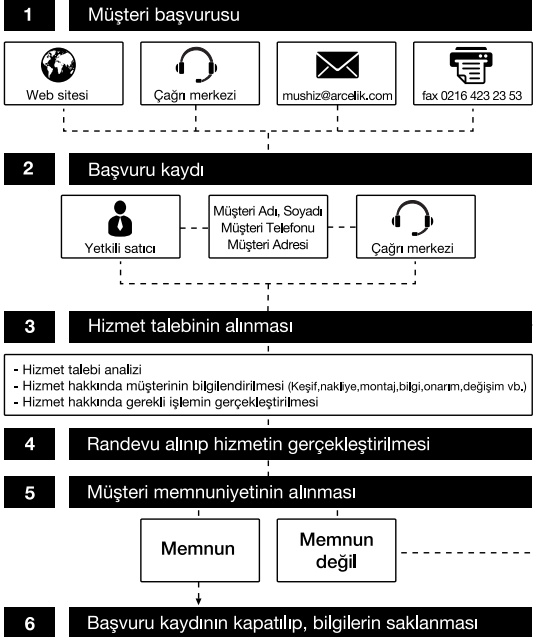 1 Müşteri başvurusu
Web sitesi
Çağrı merkezi
mushiz@arcelik.com
fax 0216 423 23 53
2 Başvuru kaydı
Yetkili satıcı
Müşteri Adı, Soyadı
Müşteri Telefonu
Müşteri Adresi
Çağrı merkezi
3 Hizmet talebinin alınması
- Hizmet talebi analizi
- Hizmet hakkında müşterinin bilgilendirilmesi (Keşif,nakliye,montaj,bilgi,onarım,değişim vb.)
- Hizmet hakkında gerekli işlemin gerçekleştirilmesi
4 Randevu alınıp hizmetin gerçekleştirilmesi
5 Müşteri memnuniyetinin alınması
Memnun
Memnun
değil
6 Başvuru kaydının kapatılıp, bilgilerin saklanması